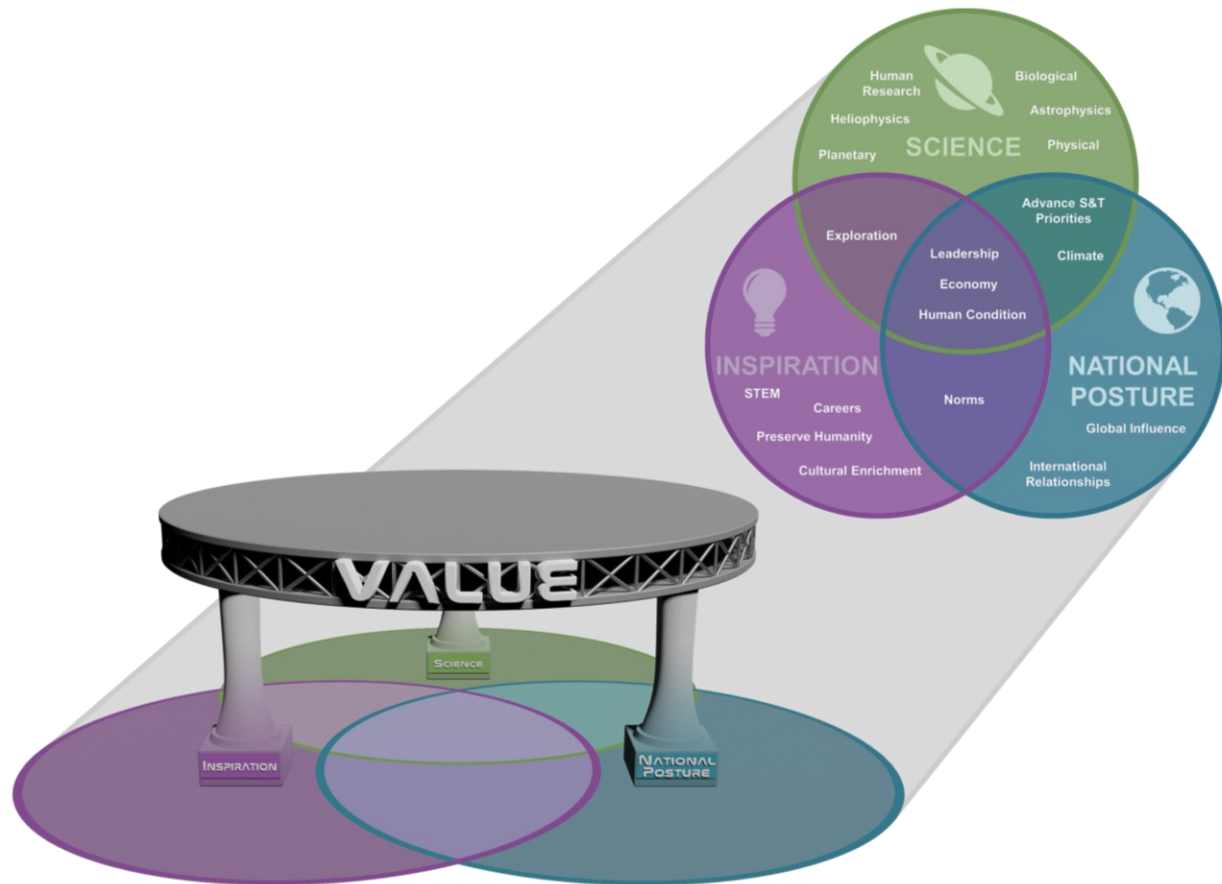 Human
Research
Biological
Heliophysics
Astrophysics
Planetary
SCIENCE
Physical
Exploration
Advance S&T
Priorities
Leadership
Climate
Economy
Human Condition
INSPIRATION
NATIONAL
POSTURE
STEM
Careers
Norms
Preserve Humanity
Global Influence
Cultural Enrichment
International
Relationships
VALUE
SCIENCE
INSPIRATION
NATIONAL
POSTURE